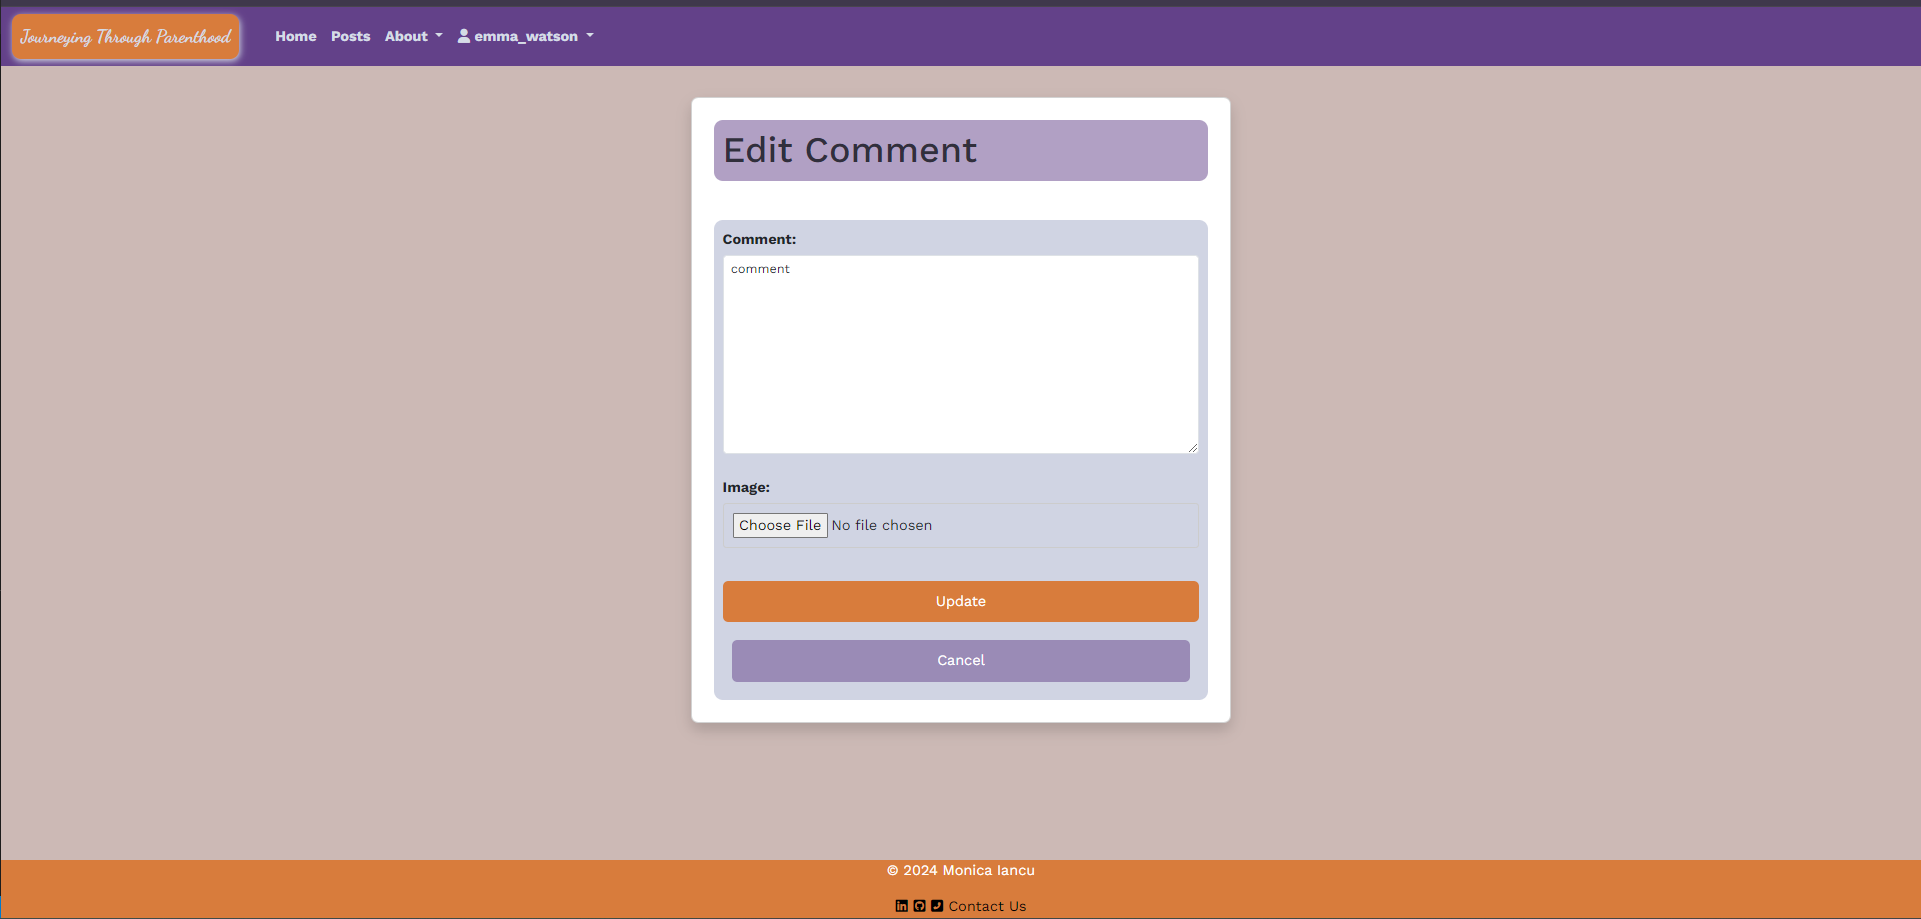 Journeying Through Parenthood Home Posts About emma_watson
Edit Comment
Comment:
comment
Image:
Choose File No file chosen
Update
Cancel
© 2024 Monica Iancu
in Contact Us